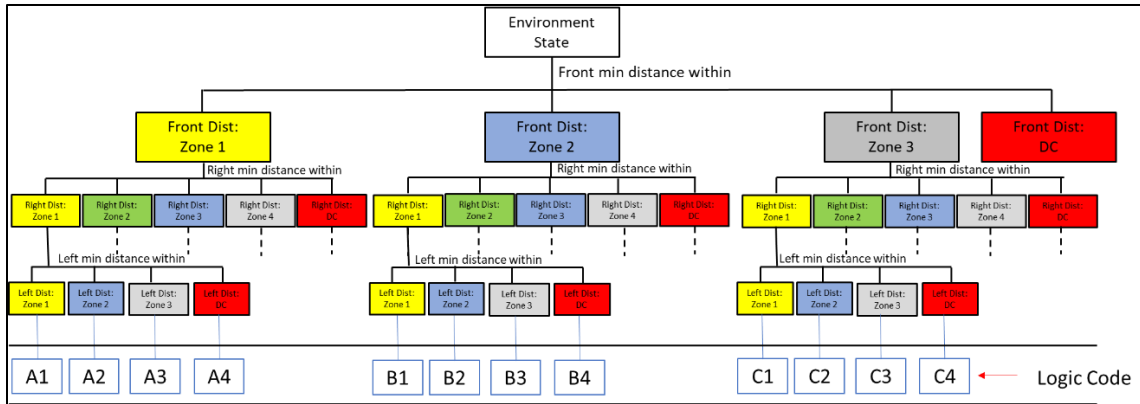 Environment
State
Front min distance within
Front Dist:
Zone 1
Front Dist:
Zone 2
Front Dist:
Zone 3
Front Dist:
DC
Right min distance within
Right min distance within
Right min distance within
Right Dist:
Zone 1
Right Dist:
Zone 2
Right Dist:
Zone 3
Right Dist:
Zone 4
Right Dist:
DC
Right Dist:
Zone 1
Right Dist:
Zone 2
Right Dist:
Zone 3
Right Dist:
Zone 4
Right Dist:
DC
Right Dist:
Zone 1
Right Dist:
Zone 2
Right Dist:
Zone 3
Right Dist:
Zone 4
Right Dist:
DC
Left min distance within
Left min distance within
Left min distance within
Left Dist:
Zone 1
Left Dist:
Zone 2
Left Dist:
Zone 3
Left Dist:
DC
Left Dist:
Zone 1
Left Dist:
Zone 2
Left Dist:
Zone 3
Left Dist:
DC
Left Dist:
Zone 1
Left Dist:
Zone 2
Left Dist:
Zone 3
Left Dist:
DC
A1 A2 A3 A4 B1 B2 B3 B4 C1 C2 C3 C4 Logic Code